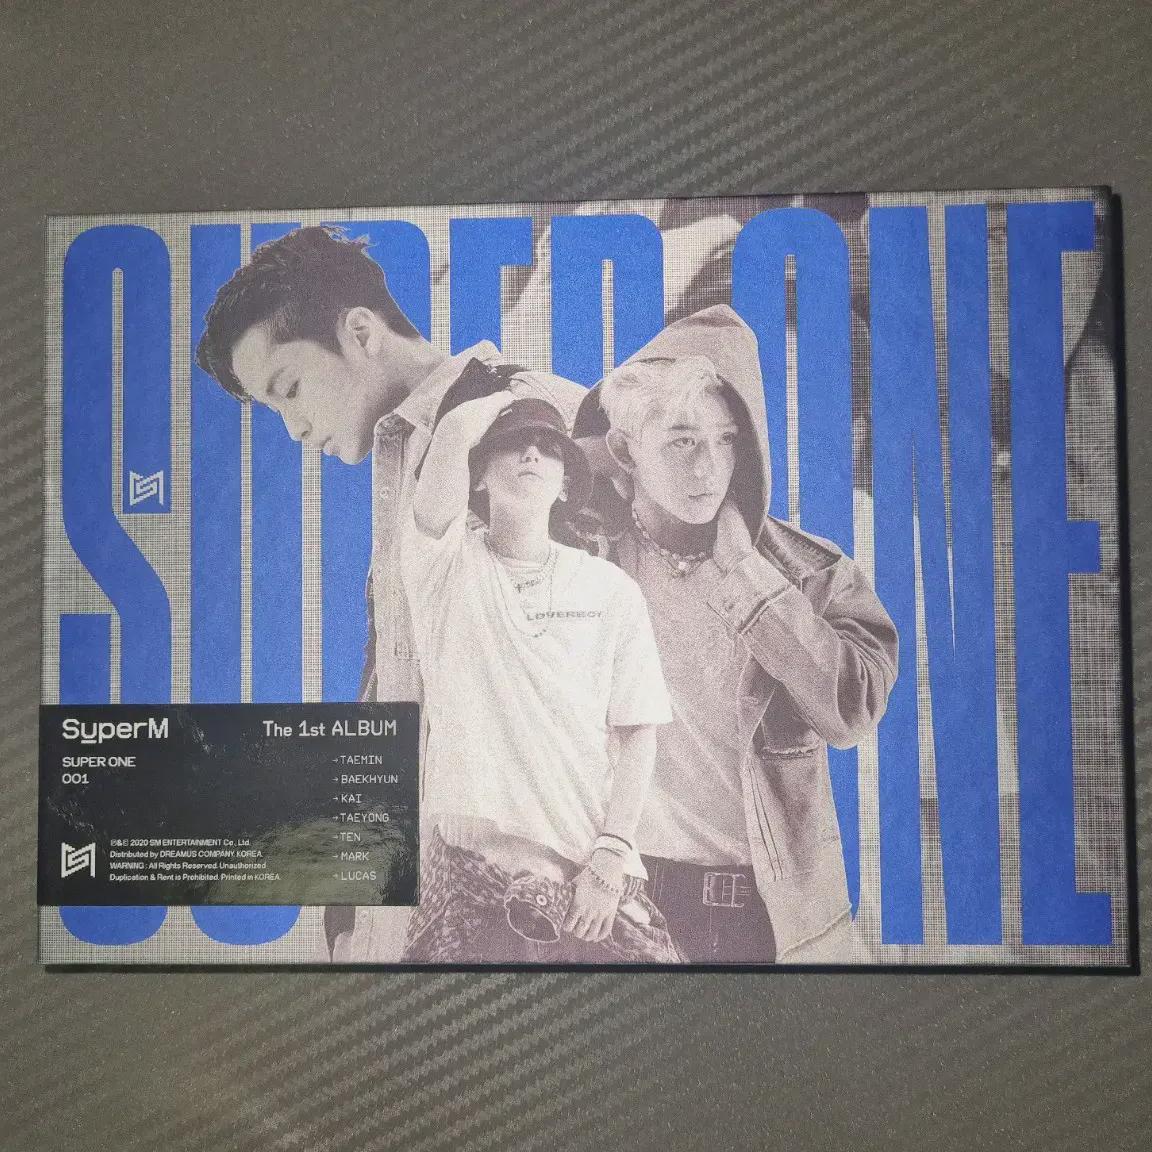 SUPER ONE
LOVERBOY
SuperM
The 1st ALBUM
SUPER ONE
001
→TAEMIN
→BAEKHYUN
→KAI
→TAEYONG
→TEN
→MARK
→LUCAS
℗&© 2020 SM ENTERTAINMENT Co., Ltd.
Distributed by DREAMUS COMPANY. KOREA.
WARNING : All Rights Reserved. Unauthorized
Duplication & Rent is Prohibited. Printed in KOREA.